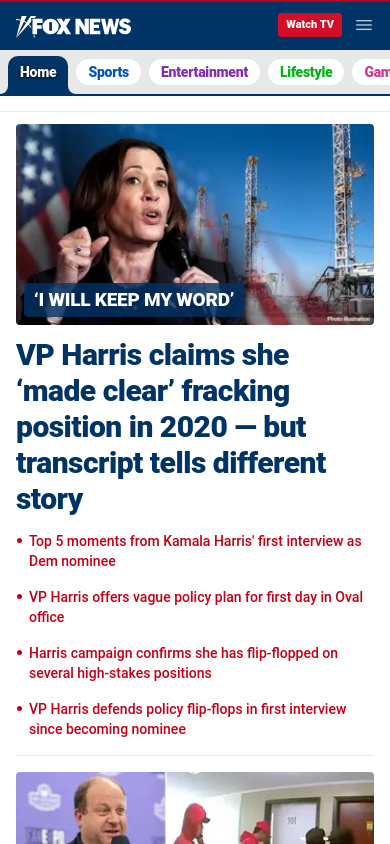 FOX NEWS
Watch TV
Home
Sports
Entertainment
Lifestyle
Gam
‘I WILL KEEP MY WORD’
Photo illustration
VP Harris claims she
‘made clear’ fracking
position in 2020 — but
transcript tells different
story
• Top 5 moments from Kamala Harris' first interview as
Dem nominee
• VP Harris offers vague policy plan for first day in Oval
office
• Harris campaign confirms she has flip-flopped on
several high-stakes positions
• VP Harris defends policy flip-flops in first interview
since becoming nominee
301